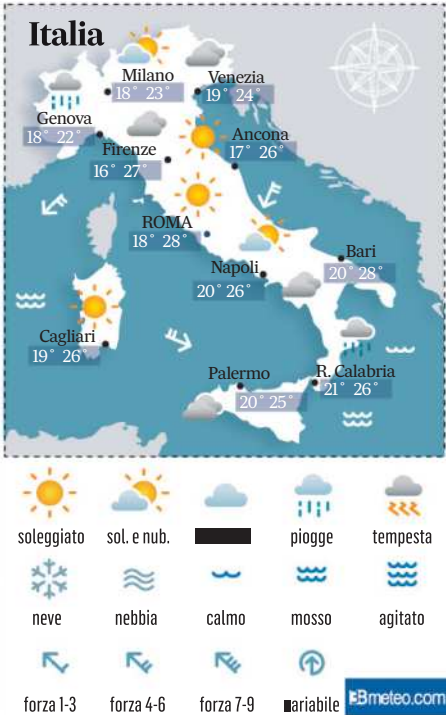 Italia
Milano
18° 23°
Venezia
19° 24°
Genova
18° 22°
Firenze
16° 27°
Ancona
17° 26°
ROMA
18° 28°
Napoli
20° 26°
Bari
20° 28°
Cagliari
19° 26°
Palermo
20° 25°
R. Calabria
21° 26°
soleggiato sol. e nub. piogge tempesta
neve nebbia calmo mosso agitato
forza 1-3 forza 4-6 forza 7-9 ariabile
3Bmeteo.com